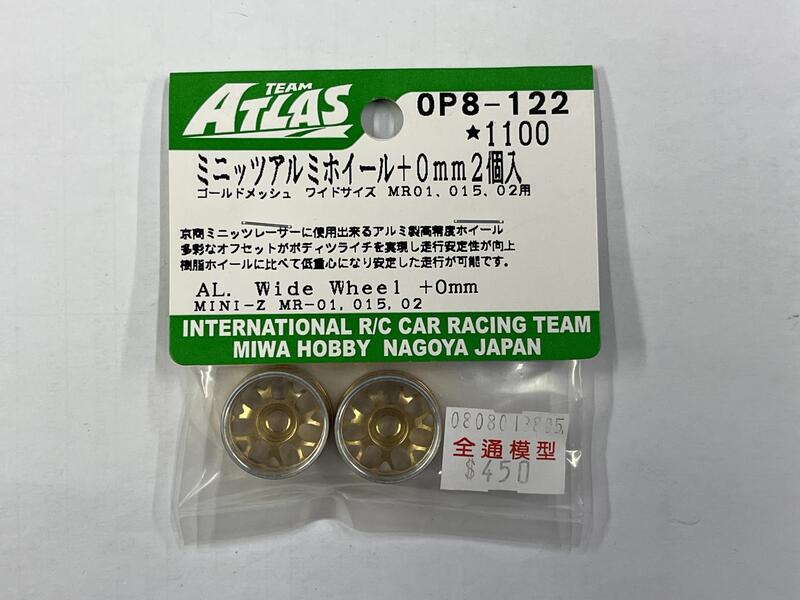 TEAM
ATLAS
OP8-122
★1100
ミニッツアルミホイール+0mm2個入
ゴールドメッシュ ワイドサイズ MR01、015、02用
京商ミニッツレーサーに使用出来るアルミ製高精度ホイール
多彩なオフセットがボディツライチを実現し走行安定性が向上
樹脂ホイールに比べて低重心になり安定した走行が可能です。
AL. Wide Wheel +0mm
MINI-Z MR-01, 015, 02
INTERNATIONAL R/C CAR RACING TEAM
MIWA HOBBY NAGOYA JAPAN
全通模型
$450